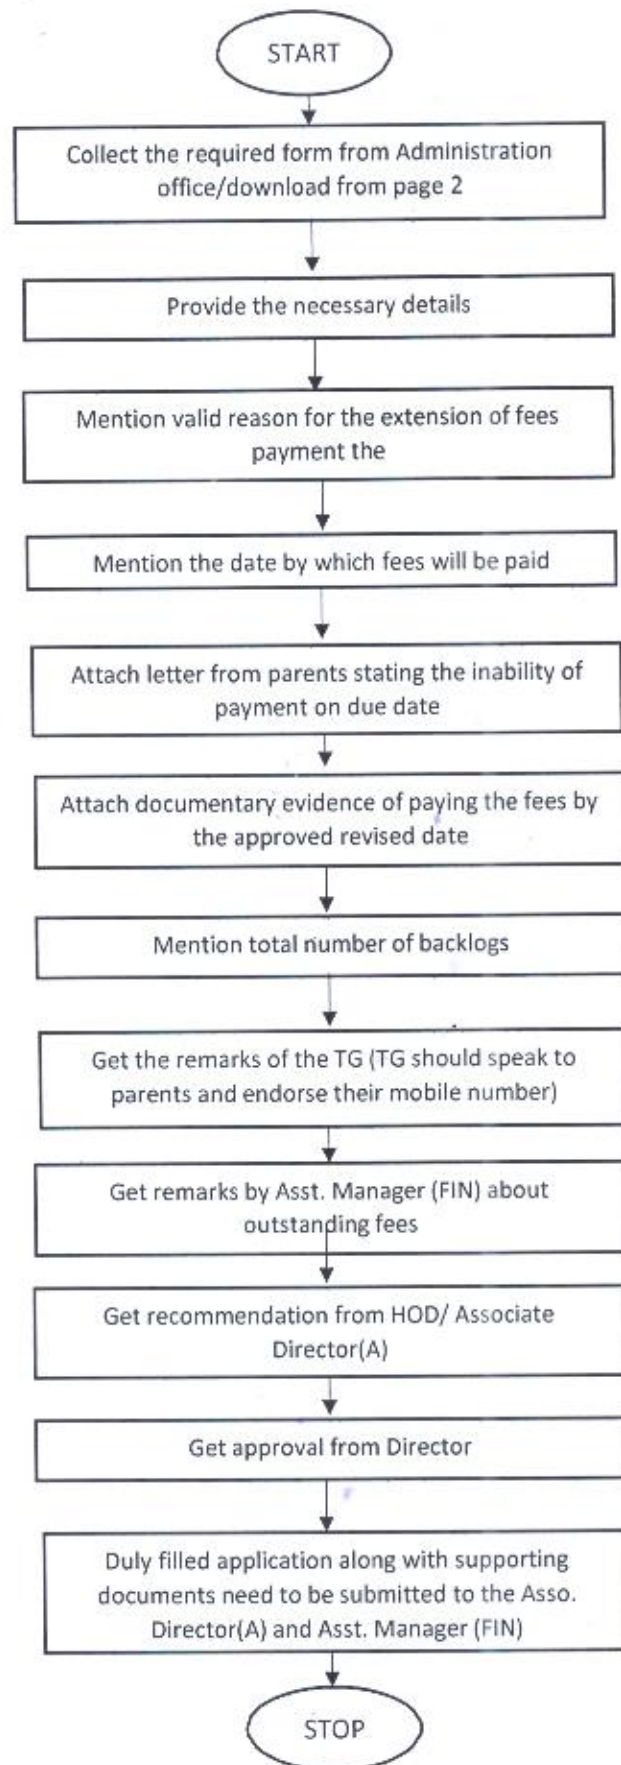 START
Collect the required form from Administration
office/download from page 2
Provide the necessary details
Mention valid reason for the extension of fees
payment the
Mention the date by which fees will be paid
Attach letter from parents stating the inability of
payment on due date
Attach documentary evidence of paying the fees by
the approved revised date
Mention total number of backlogs
Get the remarks of the TG (TG should speak to
parents and endorse their mobile number)
Get remarks by Asst. Manager (FIN) about
outstanding fees
Get recommendation from HOD/ Associate
Director(A)
Get approval from Director
Duly filled application along with supporting
documents need to be submitted to the Asso.
Director(A) and Asst. Manager (FIN)
STOP